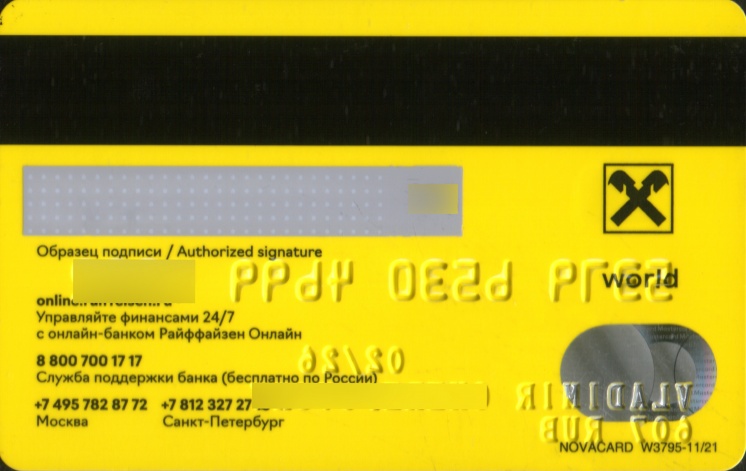 Образец подписи / Authorized signature
world
Управляйте финансами 24/7
с онлайн-банком Райффайзен Онлайн
8 800 700 17 17
Служба поддержки банка (бесплатно по России)
+7 495 782 87 72 +7 812 327 27
Москва Санкт-Петербург
NOVACARD W3795-11/21